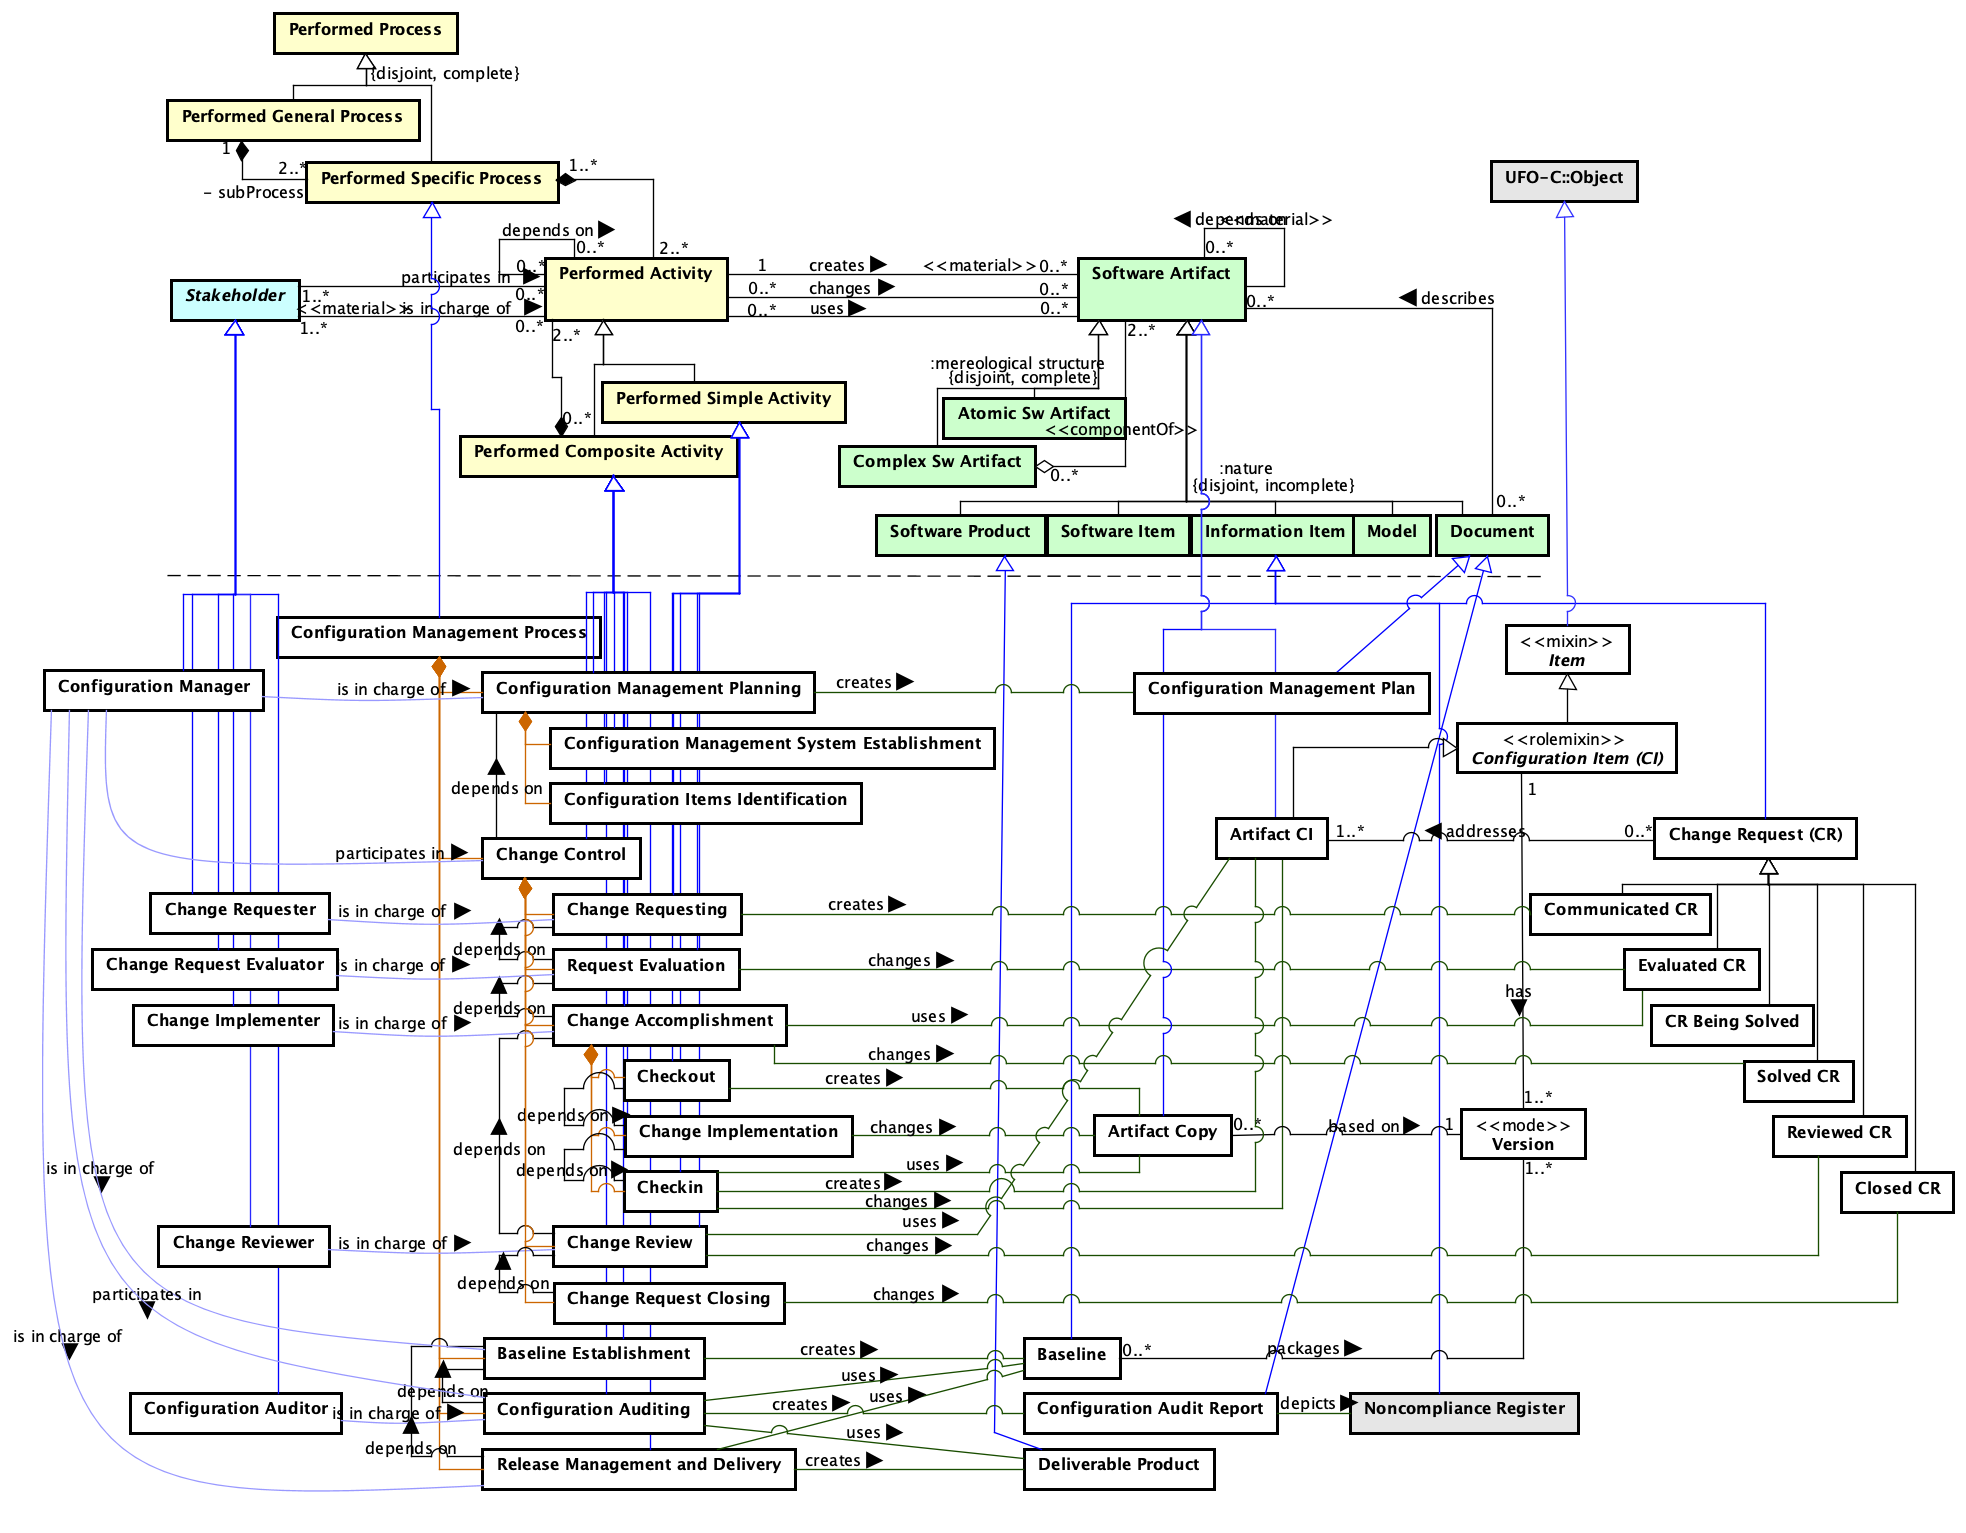 Performed Process
{disjoint, complete}
Performed General Process
1
2..*
- subProcess
Performed Specific Process
1..*
UFO-C::Object
depends on
0..*
2..*
depends on
<<material>>
0..*
0..*
participates in
Performed Activity
1
creates
<<material>>
0..*
Software Artifact
Stakeholder
1..*
0..*
0..*
changes
0..*
0..*
describes
<<material>>
is in charge of
1..*
0..*
0..*
uses
0..*
2..*
2..*
:mereological structure
{disjoint, complete}
Performed Simple Activity
Atomic Sw Artifact
0..*
<<componentOf>>
Performed Composite Activity
Complex Sw Artifact
0..*
:nature
{disjoint, incomplete}
0..*
Software Product
Software Item
Information Item
Model
Document
Configuration Management Process
<<mixin>>
Item
Configuration Manager
is in charge of
Configuration Management Planning
creates
Configuration Management Plan
Configuration Management System Establishment
<<rolemixin>>
Configuration Item (CI)
depends on
Configuration Items Identification
1
Artifact CI
1..*
addresses
0..*
Change Request (CR)
participates in
Change Control
Change Requester
is in charge of
Change Requesting
creates
Communicated CR
depends on
Change Request Evaluator
is in charge of
Request Evaluation
changes
Evaluated CR
has
depends on
Change Implementer
is in charge of
Change Accomplishment
uses
CR Being Solved
changes
Checkout
creates
Solved CR
1..*
depends on
Change Implementation
changes
Artifact Copy
0..*
based on
1
<<mode>>
Version
Reviewed CR
depends on
is in charge of
depends on
uses
1..*
Checkin
creates
Closed CR
changes
uses
Change Reviewer
is in charge of
Change Review
changes
depends on
participates in
Change Request Closing
changes
is in charge of
Baseline Establishment
creates
Baseline
0..*
packages
depends on
uses
uses
Configuration Auditor
is in charge of
Configuration Auditing
creates
Configuration Audit Report
depicts
Noncompliance Register
depends on
uses
Release Management and Delivery
creates
Deliverable Product